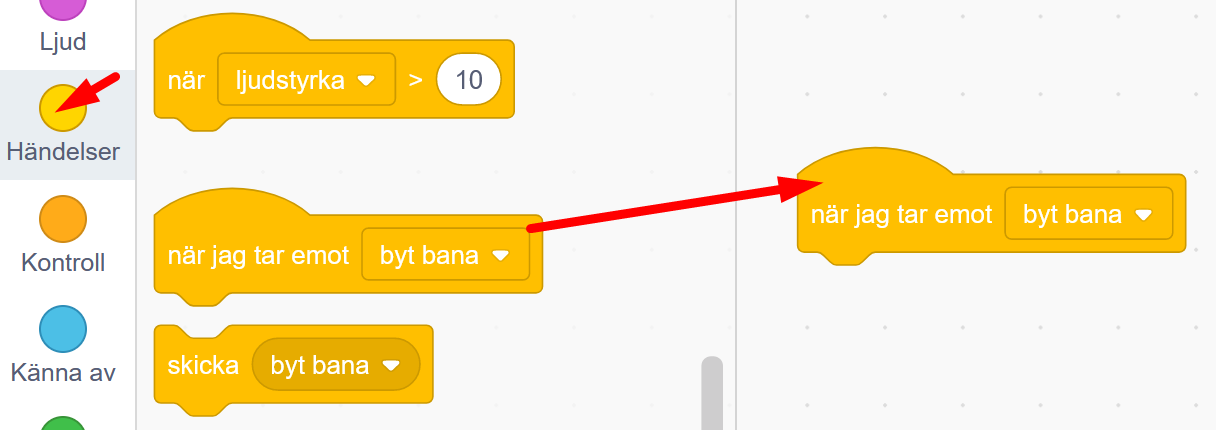 Ljud
Händelser
Kontroll
Känna av
när ljudstyrka > 10
när jag tar emot byt bana
skicka byt bana
när jag tar emot byt bana